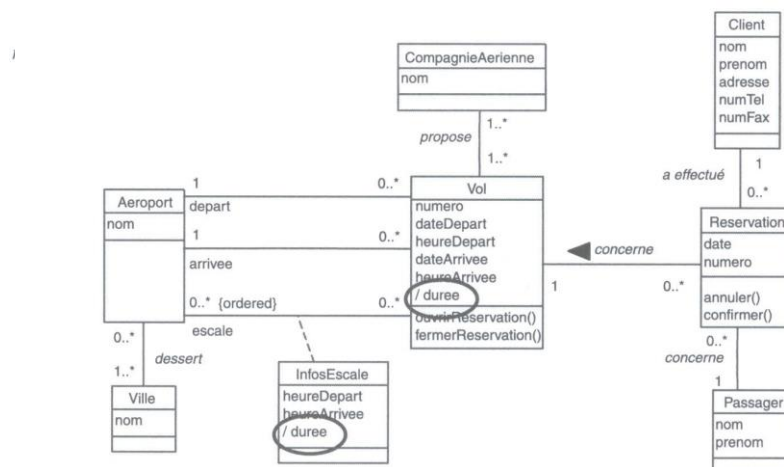 Client
nom
prenom
adresse
numTel
numFax
CompagnieAerienne
nom
1..*
propose
1..*
1
a effectué
0..*
Aeroport
nom
1
depart
0..*
1
arrivee
0..*
0..* {ordered}
escale
0..*
Vol
numero
dateDepart
heureDepart
dateArrivee
heureArrivee
/ duree
ouvrirReservation()
fermerReservation()
concerne
1
0..*
Reservation
date
numero
annuler()
confirmer()
0..*
concerne
1
Passager
nom
prenom
0..*
dessert
1..*
Ville
nom
InfosEscale
heureDepart
heureArrivee
/ duree